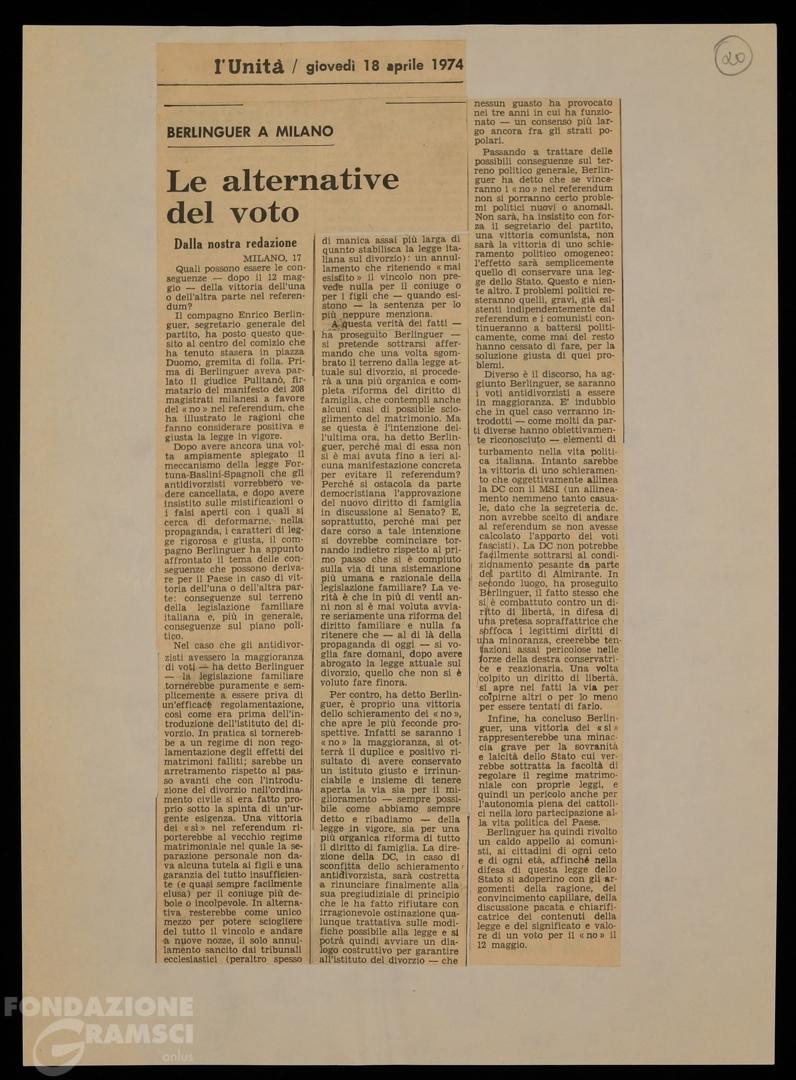 20
l'Unità / giovedì 18 aprile 1974
BERLINGUER A MILANO
Le alternative
del voto
Dalla nostra redazione
MILANO, 17
Quali possono essere le con-
seguenze — dopo il 12 mag-
gio — della vittoria dell'una
o dell'altra parte nel referen-
dum?
Il compagno Enrico Berlin-
guer, segretario generale del
partito, ha posto questo que-
sito al centro del comizio che
ha tenuto stasera in piazza
Duomo, gremita di folla. Pri-
ma di Berlinguer aveva par-
lato il giudice Pulitanò, fir-
matario del manifesto dei 208
magistrati milanesi a favore
del «no» nel referendum, che
ha illustrato le ragioni che
fanno considerare positiva e
giusta la legge in vigore.
Dopo avere ancora una vol-
ta ampiamente spiegato il
meccanismo della legge For-
tuna-Baslini-Spagnoli che gli
antidivorzisti vorrebbero ve-
dere cancellata, e dopo avere
insistito sulle mistificazioni o
i falsi aperti con i quali si
cerca di deformarne, nella
propaganda, i caratteri di leg-
ge rigorosa e giusta, il com-
pagno Berlinguer ha appunto
affrontato il tema delle con-
seguenze che possono deriva-
re per il Paese in caso di vit-
toria dell'una o dell'altra par-
te: conseguenze sul terreno
della legislazione familiare
italiana e, più in generale,
conseguenze sul piano poli-
tico.
Nel caso che gli antidivor-
zisti avessero la maggioranza
di voti — ha detto Berlinguer
— la legislazione familiare
tornerebbe puramente e sem-
plicemente a essere priva di
un'efficace regolamentazione,
così come era prima dell'in-
troduzione dell'istituto del di-
vorzio. In pratica si tornereb-
be a un regime di non rego-
lamentazione degli effetti dei
matrimoni falliti; sarebbe un
arretramento rispetto al pas-
so avanti che con l'introdu-
zione del divorzio nell'ordina-
mento civile si era fatto pro-
prio sotto la spinta di un'ur-
gente esigenza. Una vittoria
dei «sì» nel referendum ri-
porterebbe al vecchio regime
matrimoniale nel quale la se-
parazione personale non da-
va alcuna tutela ai figli e una
garanzia del tutto insufficien-
te (e quasi sempre facilmente
elusa) per il coniuge più de-
bole o incolpevole. In alterna-
tiva resterebbe come unico
mezzo per potere sciogliere
del tutto il vincolo e andare
a nuove nozze, il solo annul-
lamento sancito dai tribunali
ecclesiastici (peraltro spesso
di manica assai più larga di
quanto stabilisca la legge ita-
liana sul divorzio): un annul-
lamento che ritenendo «mai
esistito» il vincolo non pre-
vede nulla per il coniuge o
per i figli che — quando esi-
stono — la sentenza per lo
più neppure menziona.
A questa verità dei fatti —
ha proseguito Berlinguer —
si pretende sottrarsi affer-
mando che una volta sgom-
brato il terreno dalla legge at-
tuale sul divorzio, si procede-
rà a una più organica e com-
pleta riforma del diritto di
famiglia, che contempli anche
alcuni casi di possibile scio-
glimento del matrimonio. Ma
se questa è l'intenzione del-
l'ultima ora, ha detto Berlin-
guer, perché mai di essa non
si è mai avuta fino a ieri al-
cuna manifestazione concreta
per evitare il referendum?
Perché si ostacola da parte
democristiana l'approvazione
del nuovo diritto di famiglia
in discussione al Senato? E,
soprattutto, perché mai per
dare corso a tale intenzione
si dovrebbe cominciare tor-
nando indietro rispetto al pri-
mo passo che si è compiuto
sulla via di una sistemazione
più umana e razionale della
legislazione familiare? La ve-
rità è che in più di venti an-
ni non si è mai voluta avvia-
re seriamente una riforma del
diritto familiare e nulla fa
ritenere che — al di là della
propaganda di oggi — si vo-
glia fare domani, dopo avere
abrogato la legge attuale sul
divorzio, quello che non si è
voluto fare finora.
Per contro, ha detto Berlin-
guer, è proprio una vittoria
dello schieramento dei «no»,
che apre le più feconde pro-
spettive. Infatti se saranno i
«no» la maggioranza, si ot-
terrà il duplice e positivo ri-
sultato di avere conservato
un istituto giusto e irrinun-
ciabile e insieme di tenere
aperta la via sia per il mi-
glioramento — sempre possi-
bile come abbiamo sempre
detto e ribadiamo — della
legge in vigore, sia per una
più organica riforma di tutto
il diritto di famiglia. La dire-
zione della DC, in caso di
sconfitta dello schieramento
antidivorzista, sarà costretta
a rinunciare finalmente alla
sua pregiudiziale di principio
che le ha fatto rifiutare con
irragionevole ostinazione qua-
lunque trattativa sulle modi-
fiche possibile alla legge e si
potrà quindi avviare un dia-
logo costruttivo per garantire
all'istituto del divorzio — che
nessun guasto ha provocato
nei tre anni in cui ha funzio-
nato — un consenso più lar-
go ancora fra gli strati po-
polari.
Passando a trattare delle
possibili conseguenze sul ter-
reno politico generale, Berlin-
guer ha detto che se vince-
ranno i «no» nel referendum
non si porranno certo proble-
mi politici nuovi o anomali.
Non sarà, ha insistito con for-
za il segretario del partito,
una vittoria comunista, non
sarà la vittoria di uno schie-
ramento politico omogeneo:
l'effetto sarà semplicemente
quello di conservare una leg-
ge dello Stato. Questo e nien-
te altro. I problemi politici re-
steranno quelli, gravi, già esi-
stenti indipendentemente dal
referendum e i comunisti con-
tinueranno a battersi politi-
camente, come mai del resto
hanno cessato di fare, per la
soluzione giusta di quei pro-
blemi.
Diverso è il discorso, ha ag-
giunto Berlinguer, se saranno
i voti antidivorzisti a essere
in maggioranza. E' indubbio
che in quel caso verranno in-
trodotti — come molti da par-
ti diverse hanno obiettivamen-
te riconosciuto — elementi di
turbamento nella vita politi-
ca italiana. Intanto sarebbe
la vittoria di uno schieramen-
to che oggettivamente allinea
la DC con il MSI (un allinea-
mento nemmeno tanto casua-
le, dato che la segreteria dc.
non avrebbe scelto di andare
al referendum se non avesse
calcolato l'apporto dei voti
fascisti). La DC non potrebbe
facilmente sottrarsi al condi-
zionamento pesante da parte
del partito di Almirante. In
secondo luogo, ha proseguito
Berlinguer, il fatto stesso che
si è combattuto contro un di-
ritto di libertà, in difesa di
una pretesa sopraffattrice che
soffoca i legittimi diritti di
una minoranza, creerebbe ten-
tazioni assai pericolose nelle
forze della destra conservatri-
ce e reazionaria. Una volta
colpito un diritto di libertà.
si apre nei fatti la via per
colpirne altri o per lo meno
per essere tentati di farlo.
Infine, ha concluso Berlin-
guer, una vittoria dei «sì»
rappresenterebbe una minac-
cia grave per la sovranità
e laicità dello Stato cui ver-
rebbe sottratta la facoltà di
regolare il regime matrimo-
niale con proprie leggi, e
quindi un pericolo anche per
l'autonomia piena dei cattoli-
ci nella loro partecipazione al-
la vita politica del Paese.
Berlinguer ha quindi rivolto
un caldo appello ai comuni-
sti, ai cittadini di ogni ceto
e di ogni età, affinché nella
difesa di questa legge dello
Stato si adoperino con gli ar-
gomenti della ragione, del
convincimento capillare, della
discussione pacata e chiarifi-
catrice dei contenuti della
legge e del significato e valo-
re di un voto per il «no» il
12 maggio.
FONDAZIONE
GRAMSCI
onlus